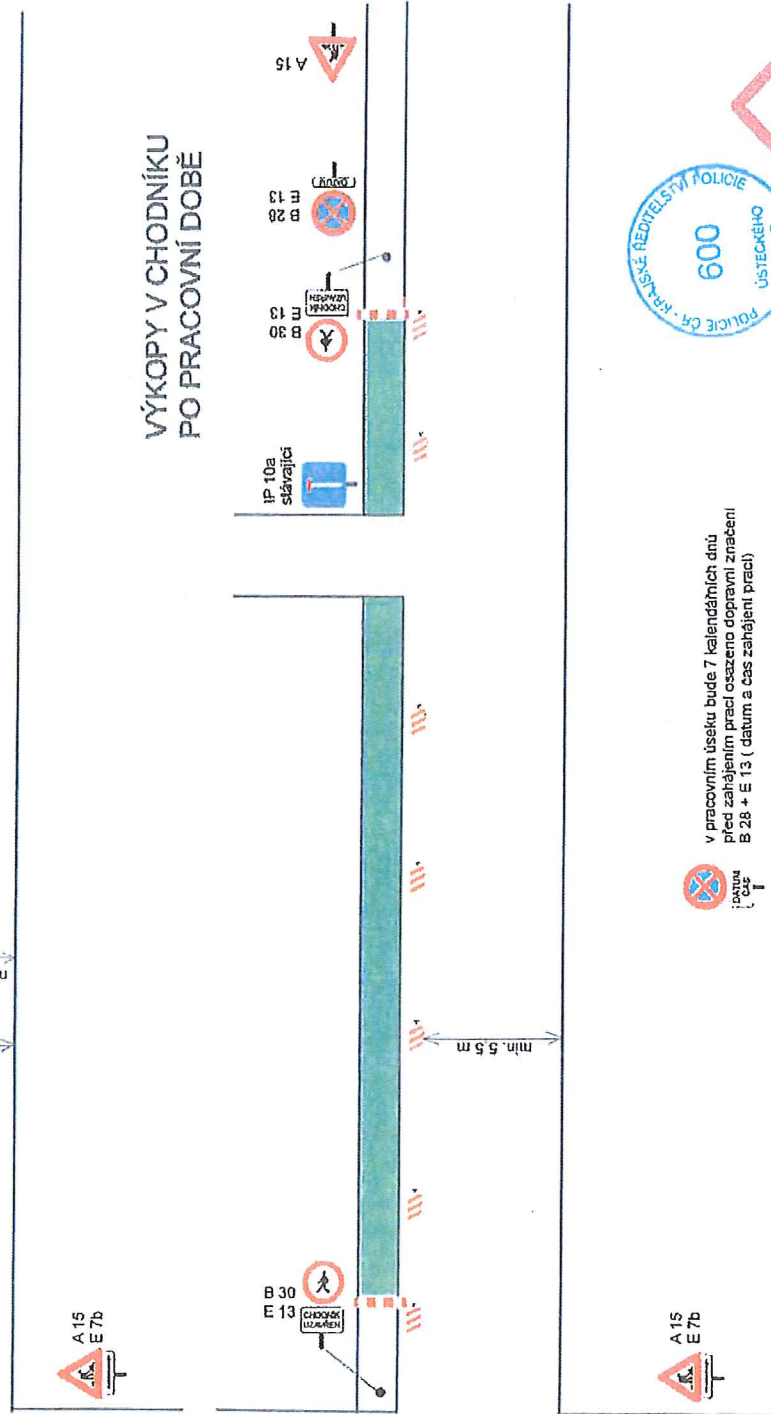 VÝKOPY V CHODNÍKU
PO PRACOVNÍ DOBĚ
A 15
B 28
E 13
DATUM
B 30
E 13
CHODNÍK
UZAVŘEN
IP 10a
stávající
B 30
E 13
CHODNÍK
UZAVŘEN
A 15
E 7b
min. 5,5 m
A 15
E 7b
DATUM
ČAS
v pracovním úseku bude 7 kalendářních dnů
před zahájením prací osazeno dopravní značení
B 28 + E 13 ( datum a čas zahájení prací)
POLICIE ČR - KRAJSKÉ ŘEDITELSTVÍ POLICIE
600
ÚSTECKÉHO